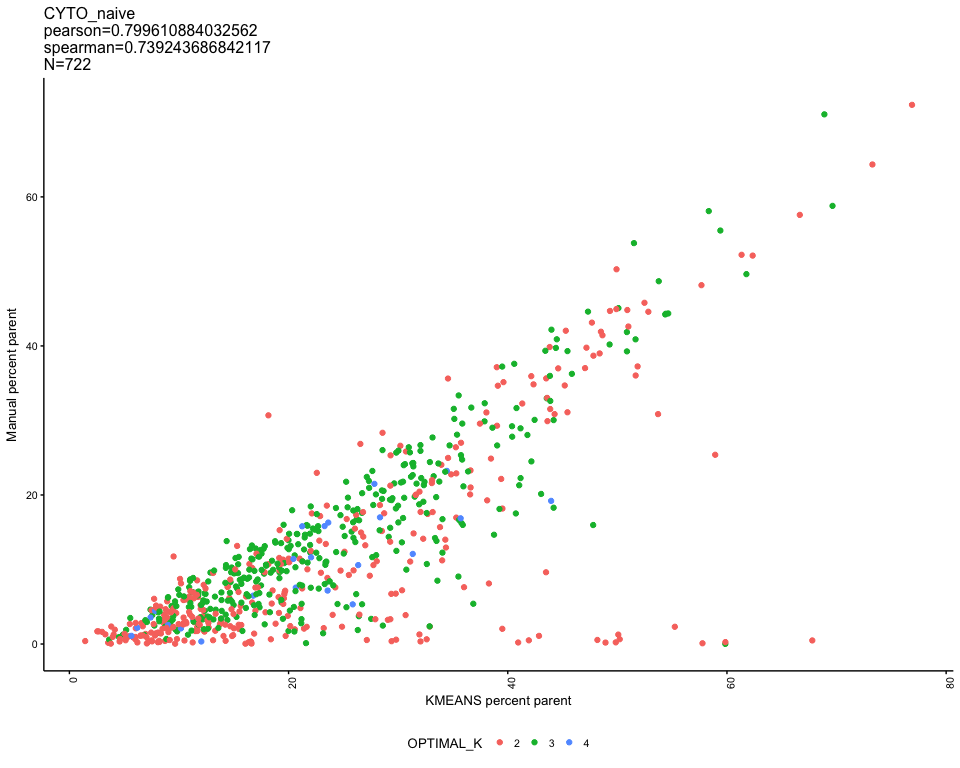 CYTO_naive
pearson=0.799610884032562
spearman=0.739243686842117
N=722
Manual percent parent
60
40
20
0
0
20
40
60
80
KMEANS percent parent
OPTIMAL_K 2 3 4